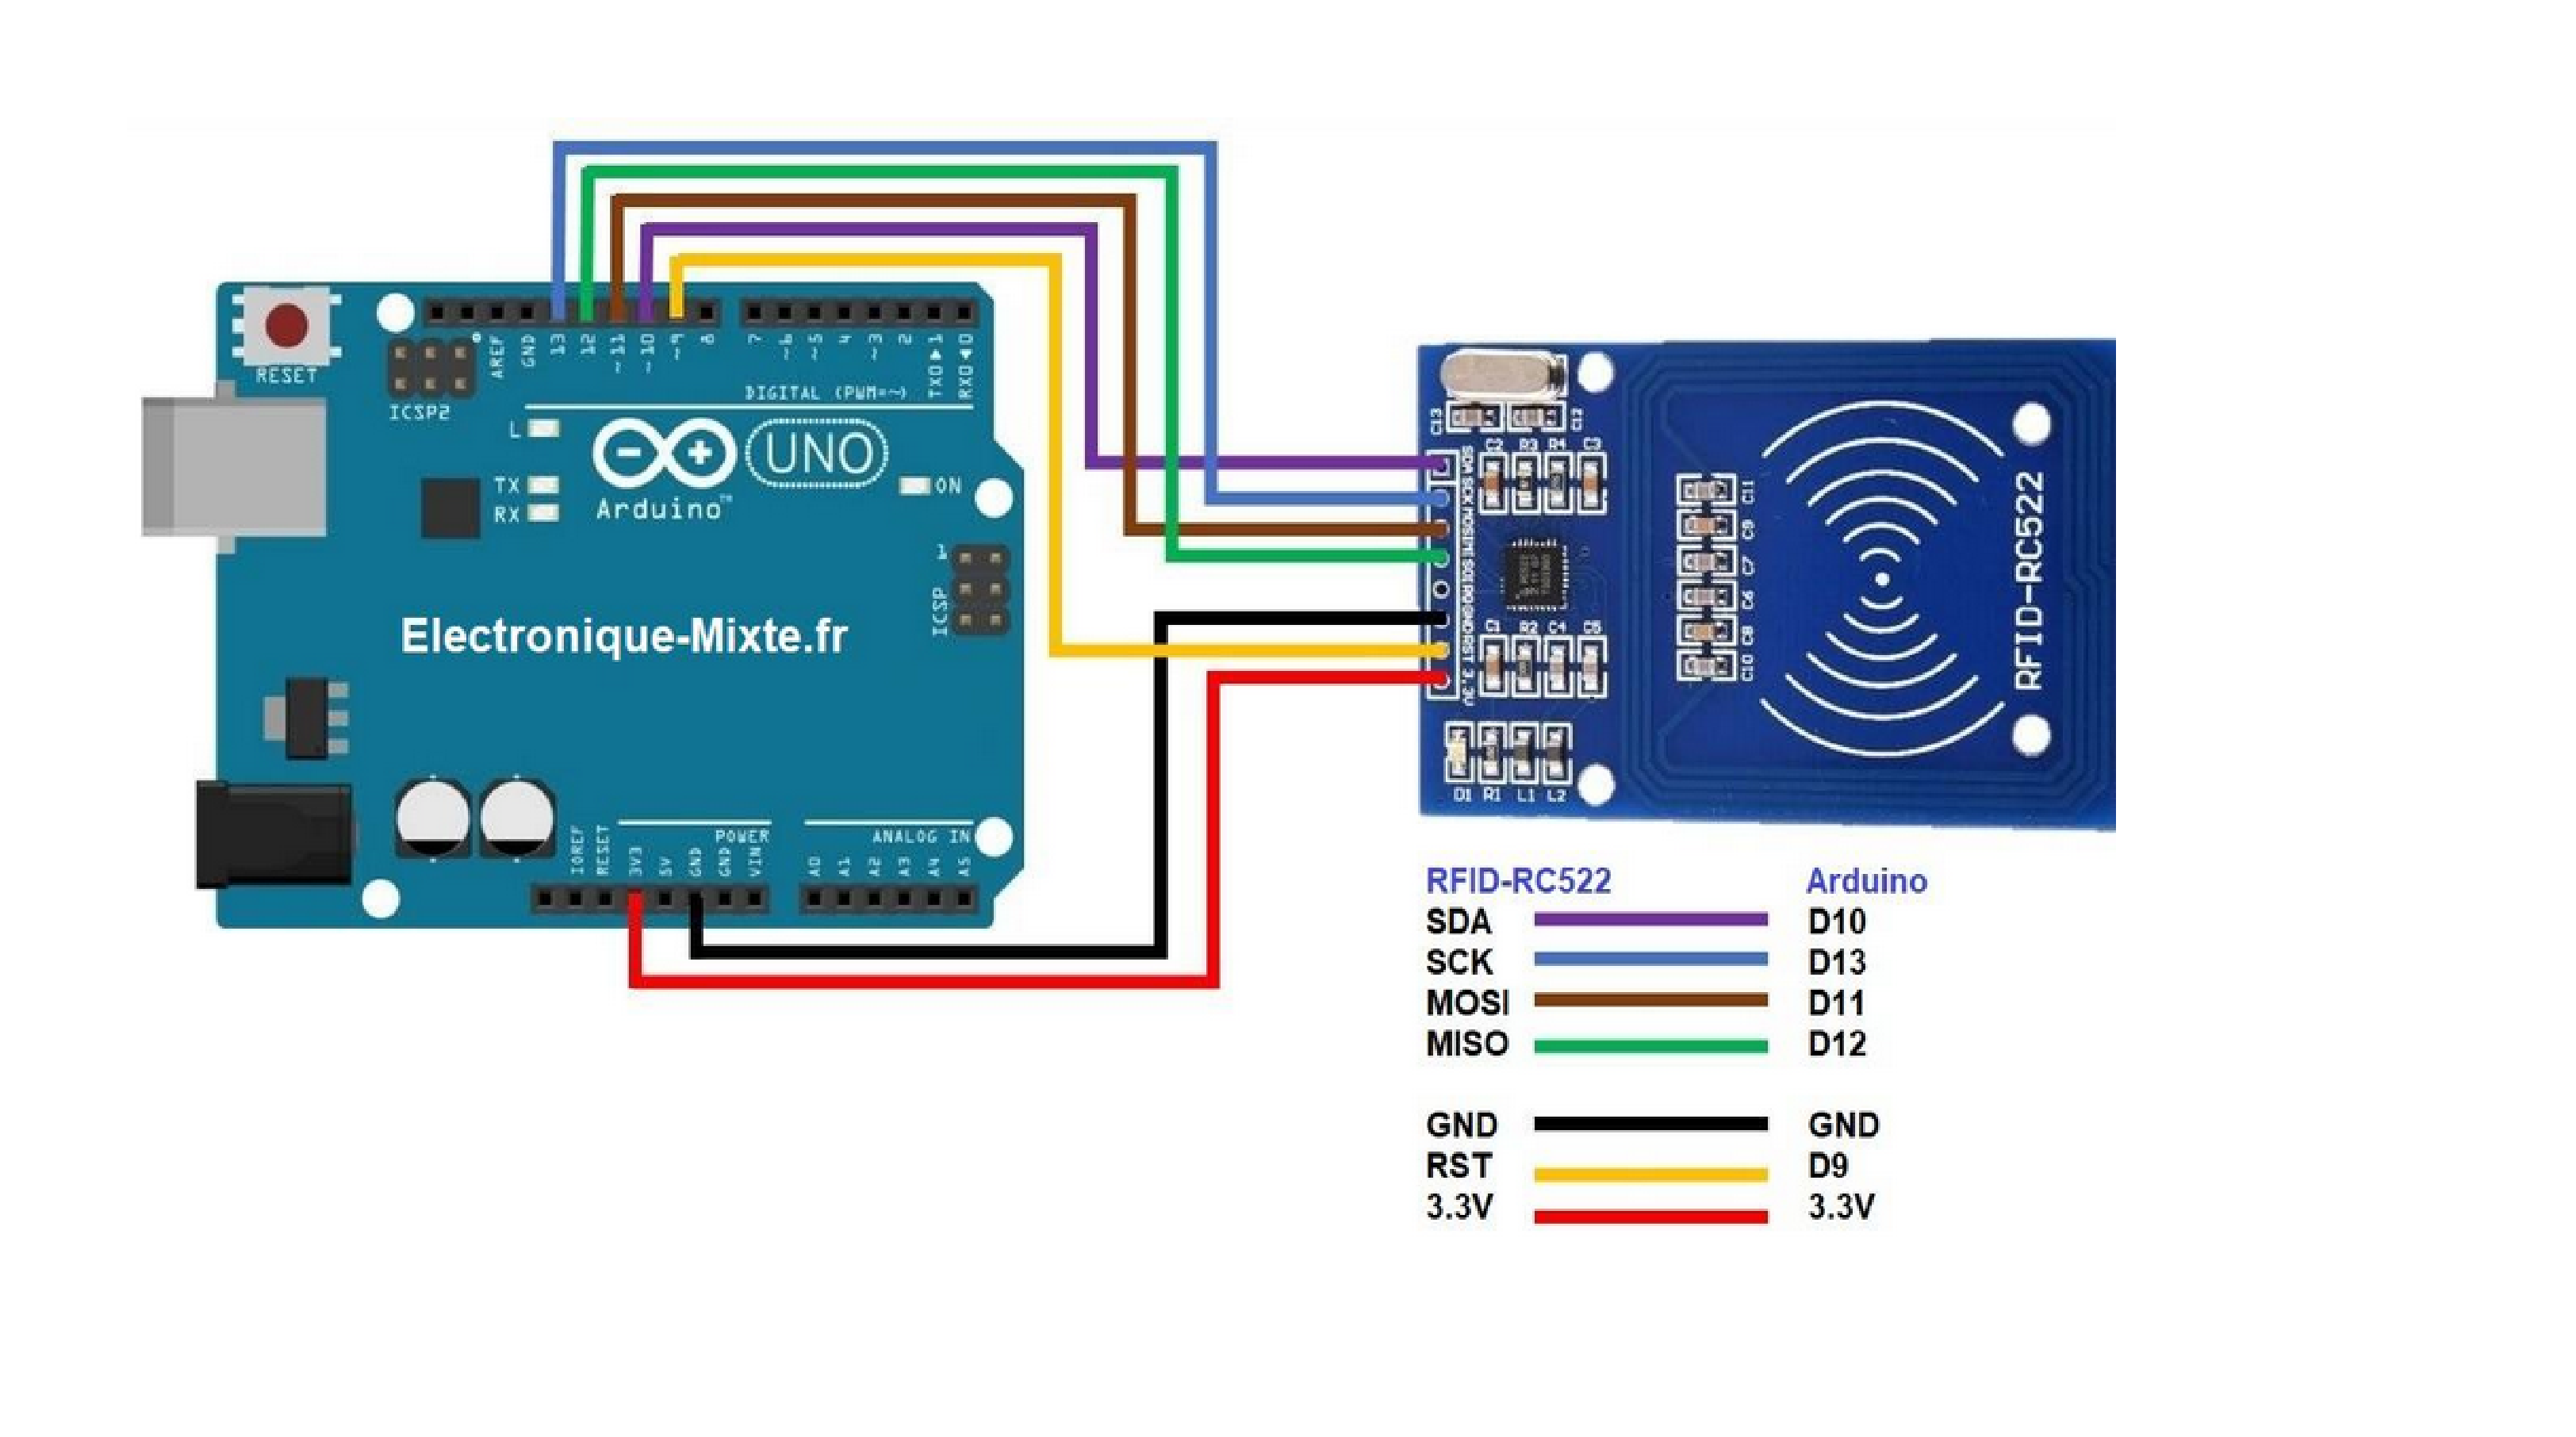 RESET
ICSP2
AREF
GND
13
12
~11
~10
~9
8
7
~6
~5
4
~3
2
TX0▶1
RX0◀0
DIGITAL (PWM=~)
L
TX
RX
UNO
ON
Arduino™
1
ICSP
Electronique-Mixte.fr
POWER
ANALOG IN
IOREF
RESET
3V3
5V
GND
GND
VIN
A0
A1
A2
A3
A4
A5
C13
C12
C2 R3 R4 C3
SDA
SCK
MOSI
GND
RST
3.3V
C1 R2 C4 C5
D1 R1 L1 L2
C11
C9
C7
C6
C8
C10
RFID-RC522
RFID-RC522 Arduino
SDA D10
SCK D13
MOSI D11
MISO D12
GND GND
RST D9
3.3V 3.3V